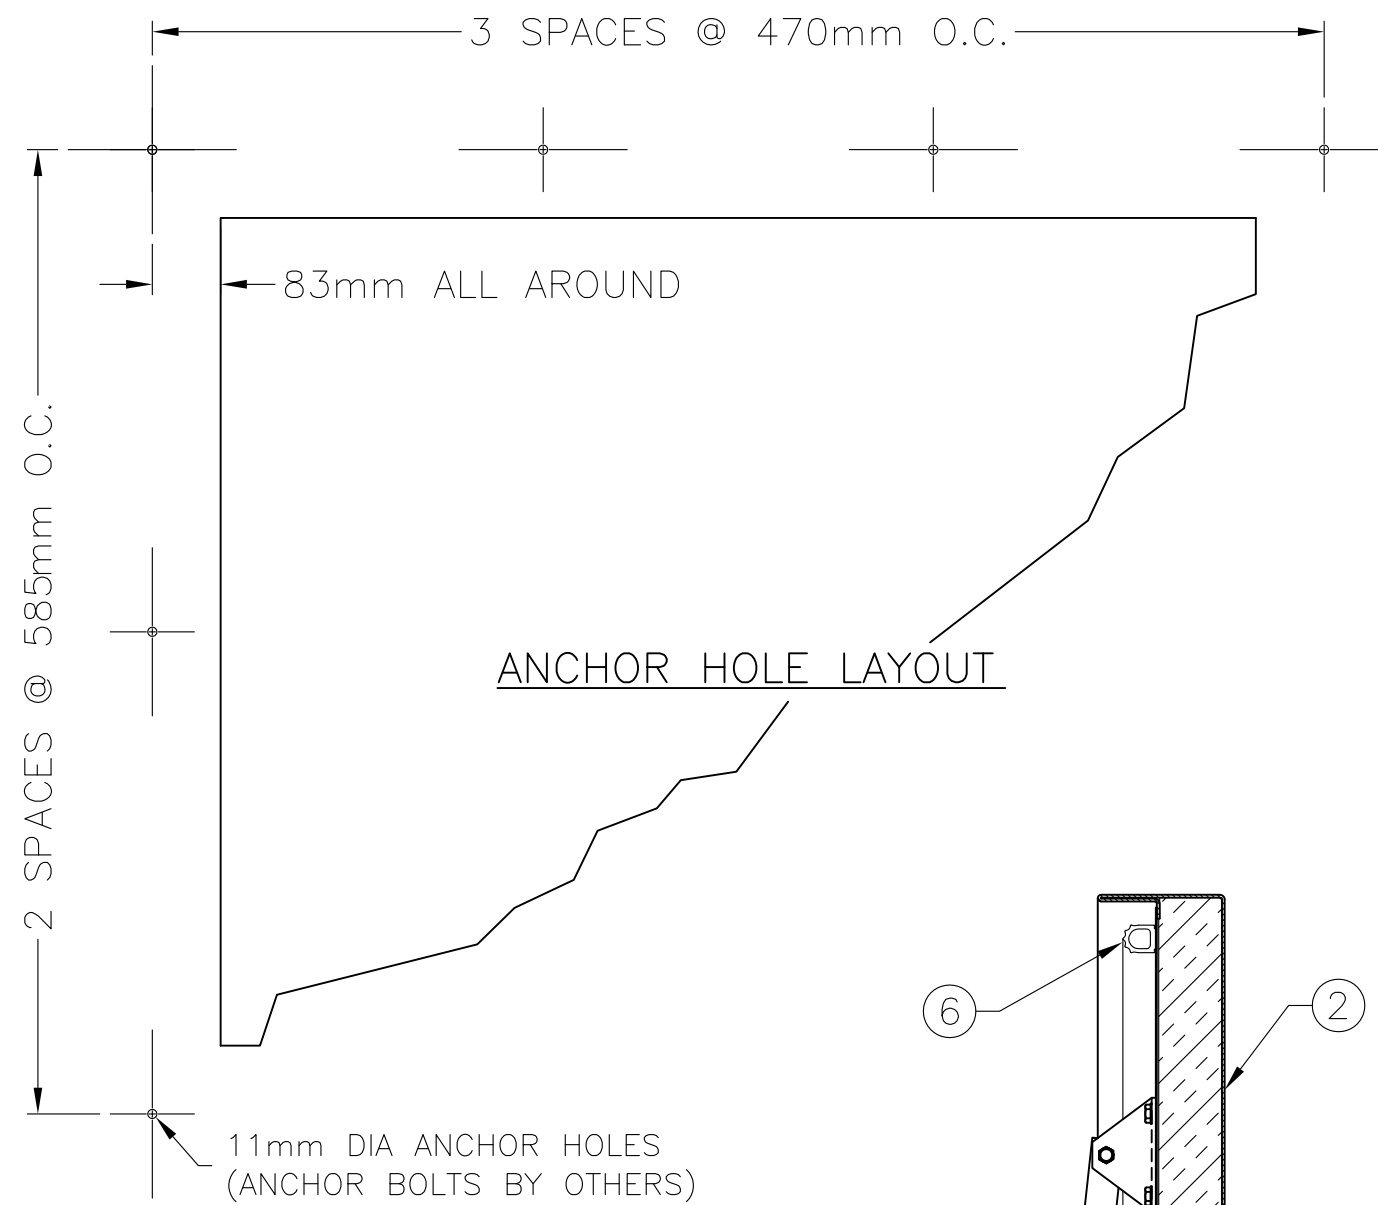 3 SPACES @ 470mm O.C.
83mm ALL AROUND
2 SPACES @ 585mm O.C.
ANCHOR HOLE LAYOUT
6
2
11mm DIA ANCHOR HOLES
(ANCHOR BOLTS BY OTHERS)